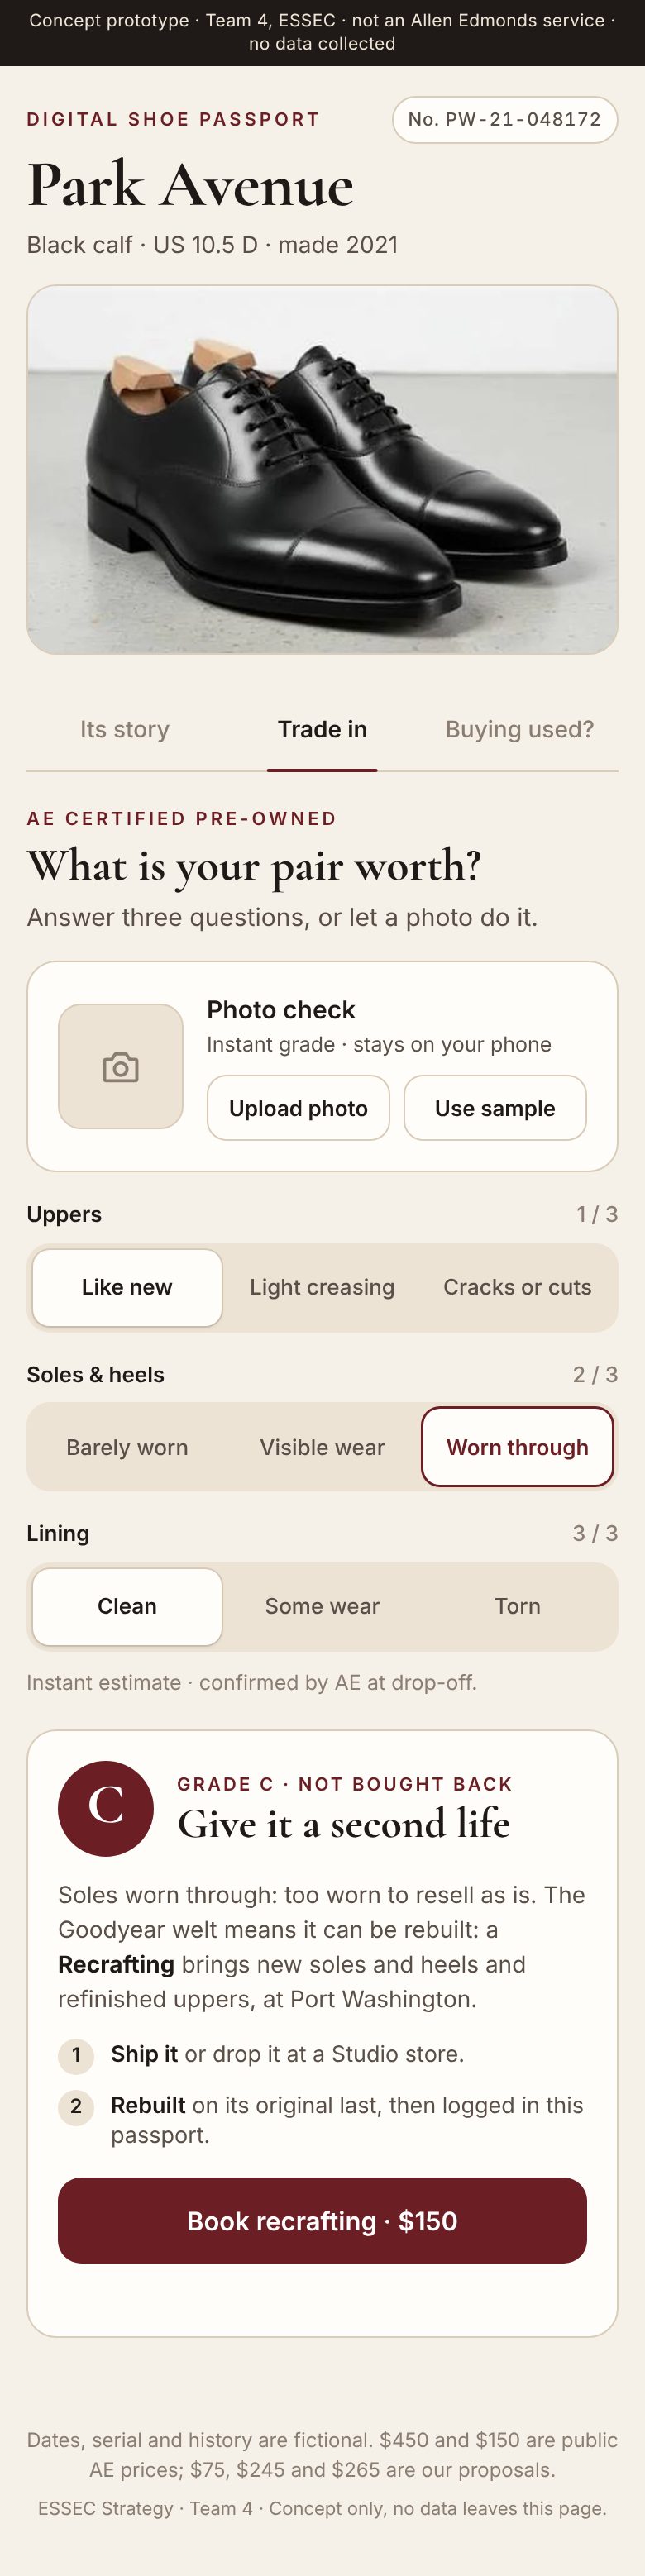 Concept prototype · Team 4, ESSEC · not an Allen Edmonds service ·
no data collected
DIGITAL SHOE PASSPORT
No. PW-21-048172
Park Avenue
Black calf · US 10.5 D · made 2021
Its story
Trade in
Buying used?
AE CERTIFIED PRE-OWNED
What is your pair worth?
Answer three questions, or let a photo do it.
Photo check
Instant grade · stays on your phone
Upload photo
Use sample
Uppers
1 / 3
Like new
Light creasing
Cracks or cuts
Soles & heels
2 / 3
Barely worn
Visible wear
Worn through
Lining
3 / 3
Clean
Some wear
Torn
Instant estimate · confirmed by AE at drop-off.
C
GRADE C · NOT BOUGHT BACK
Give it a second life
Soles worn through: too worn to resell as is. The
Goodyear welt means it can be rebuilt: a
Recrafting brings new soles and heels and
refinished uppers, at Port Washington.
1 Ship it or drop it at a Studio store.
2 Rebuilt on its original last, then logged in this
passport.
Book recrafting · $150
Dates, serial and history are fictional. $450 and $150 are public
AE prices; $75, $245 and $265 are our proposals.
ESSEC Strategy · Team 4 · Concept only, no data leaves this page.